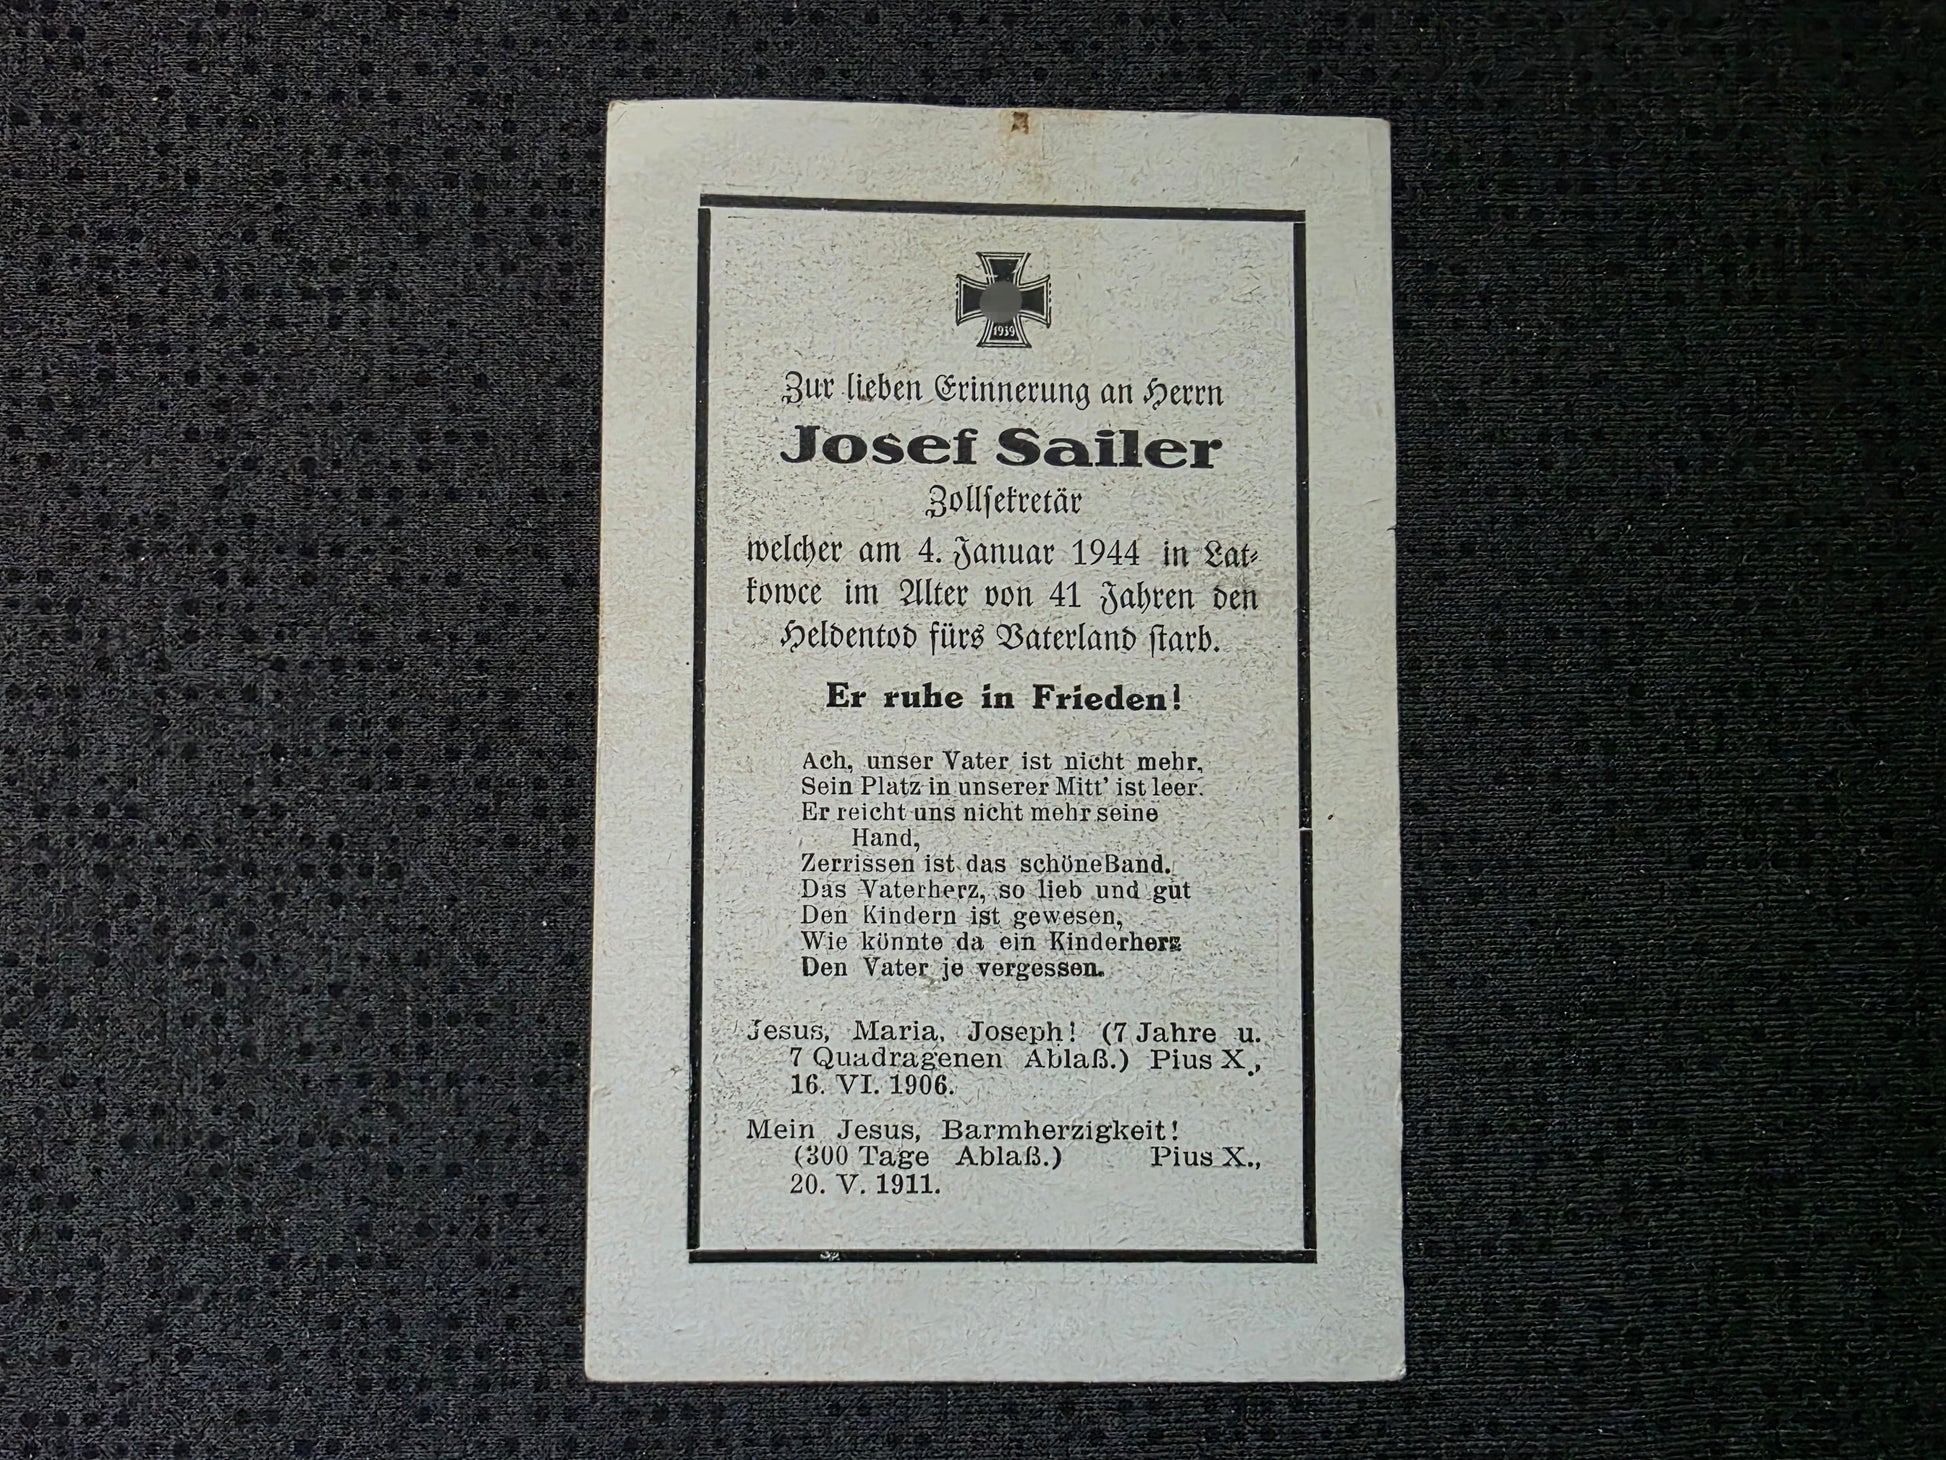 1939
Zur lieben Erinnerung an Herrn
Josef Sailer
Zollsekretär
welcher am 4. Januar 1944 in Lat-
kowce im Alter von 41 Jahren den
Heldentod fürs Vaterland starb.
Er ruhe in Frieden!
Ach, unser Vater ist nicht mehr,
Sein Platz in unserer Mitt' ist leer.
Er reicht uns nicht mehr seine
Hand,
Zerrissen ist das schöneBand.
Das Vaterherz, so lieb und gut
Den Kindern ist gewesen,
Wie könnte da ein Kinderherz
Den Vater je vergessen.
Jesus, Maria, Joseph! (7 Jahre u.
7 Quadragenen Ablaß.) Pius X.,
16. VI. 1906.
Mein Jesus, Barmherzigkeit!
(300 Tage Ablaß.) Pius X.,
20. V. 1911.